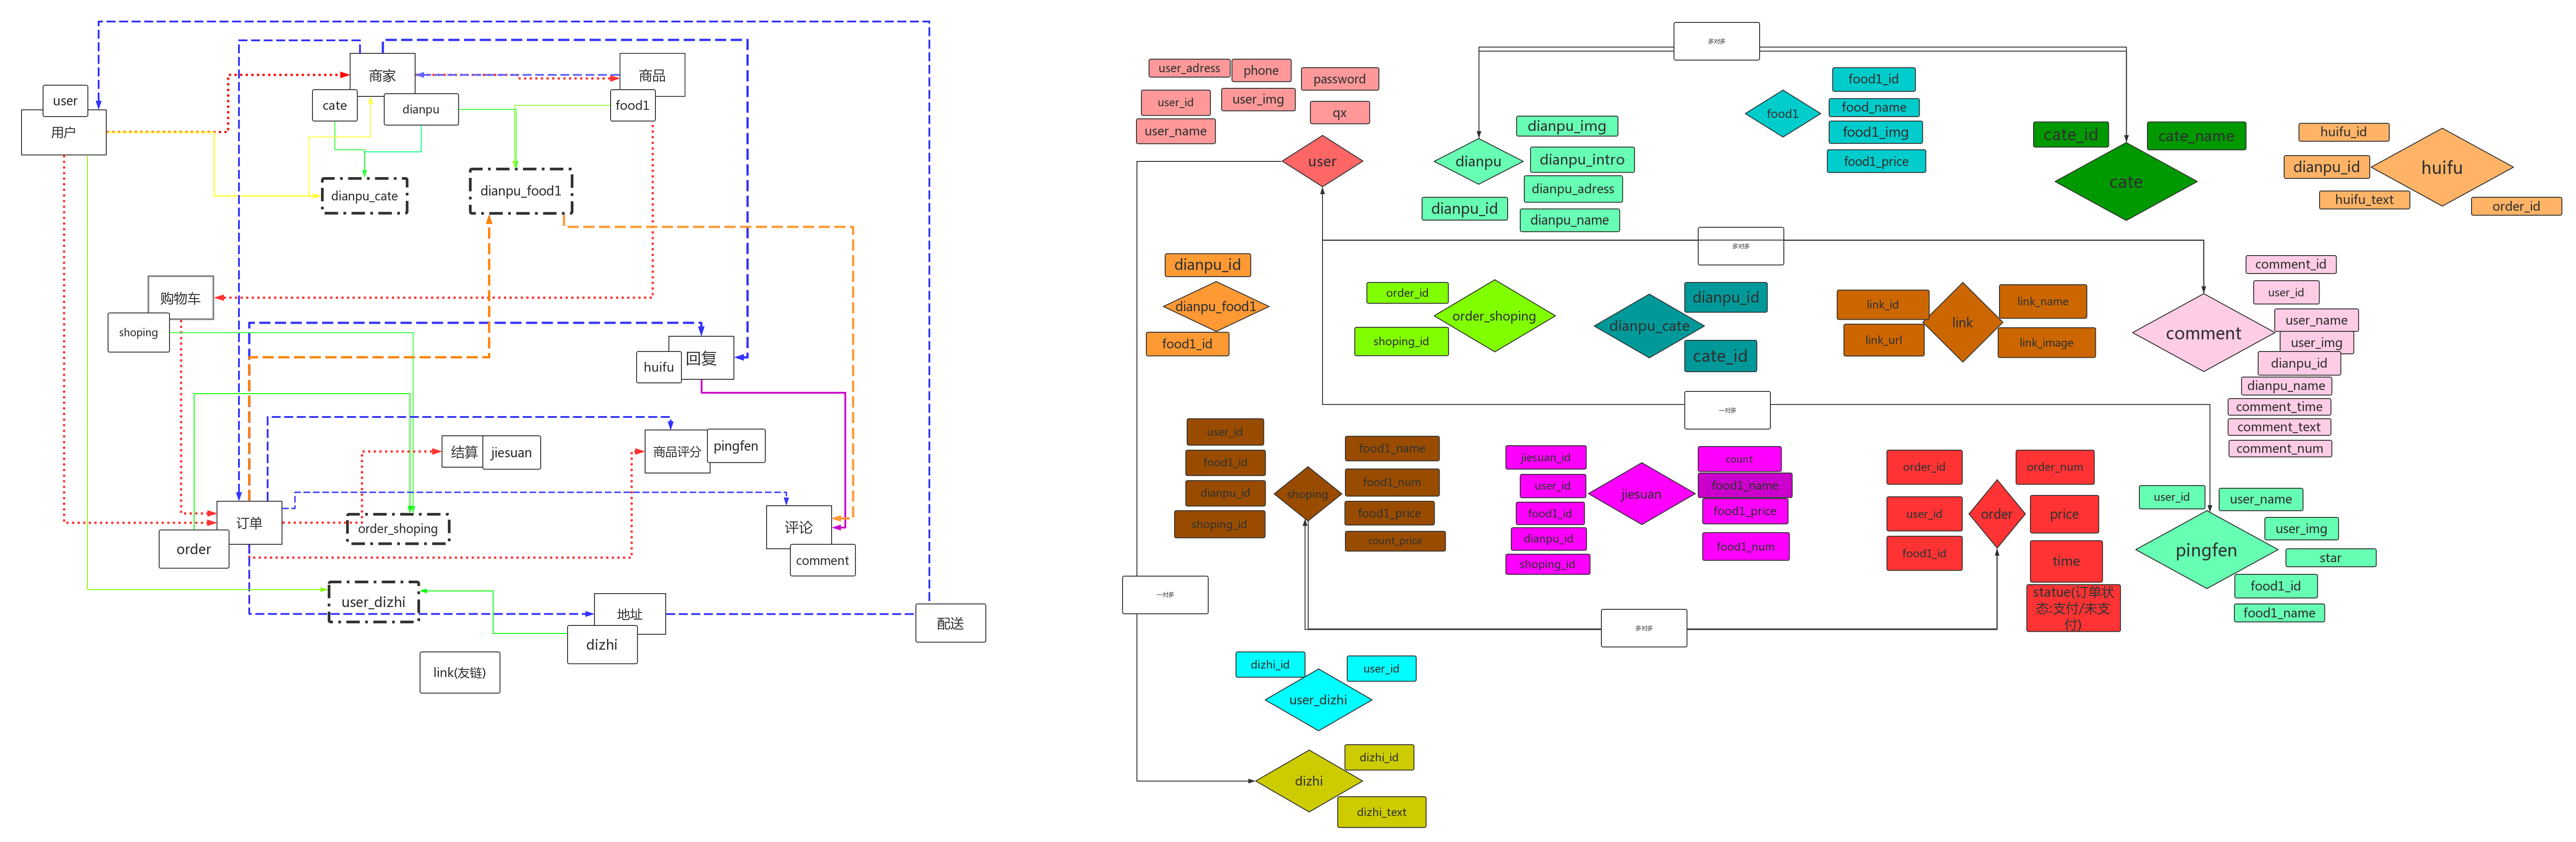 user
用户
商家
cate
dianpu
商品
food1
dianpu_cate
dianpu_food1
购物车
shoping
回复
huifu
结算
jiesuan
商品评分
pingfen
订单
order
order_shoping
评论
comment
user_dizhi
地址
dizhi
配送
link(友链)
多对多
user_adress
phone
password
user_id
user_img
qx
user_name
user
dianpu_img
dianpu_intro
dianpu
dianpu_adress
dianpu_id
dianpu_name
food1_id
food_name
food1
food1_img
food1_price
cate_id
cate_name
cate
huifu_id
dianpu_id
huifu
huifu_text
order_id
多对多
dianpu_id
dianpu_food1
food1_id
order_id
order_shoping
shoping_id
dianpu_id
dianpu_cate
cate_id
link_id
link_name
link
link_url
link_image
comment_id
user_id
user_name
comment
user_img
dianpu_id
dianpu_name
comment_time
comment_text
comment_num
一对多
user_id
food1_id
dianpu_id
shoping_id
shoping
food1_name
food1_num
food1_price
count_price
jiesuan_id
user_id
food1_id
dianpu_id
shoping_id
jiesuan
count
food1_name
food1_price
food1_num
order_id
user_id
food1_id
order
order_num
price
time
statue(订单状
态:支付/未支
付)
user_id
user_name
user_img
pingfen
star
food1_id
food1_name
一对多
多对多
dizhi_id
user_id
user_dizhi
dizhi_id
dizhi
dizhi_text